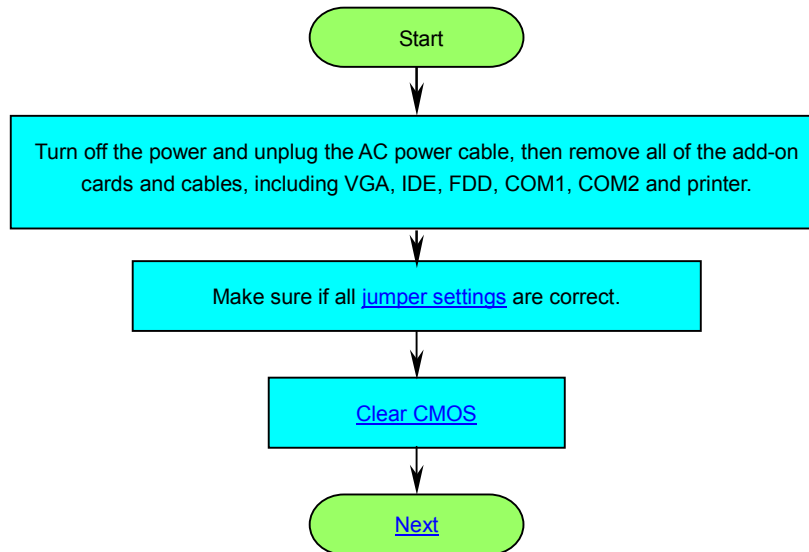 Start
Turn off the power and unplug the AC power cable, then remove all of the add-on
cards and cables, including VGA, IDE, FDD, COM1, COM2 and printer.
Make sure if all jumper settings are correct.
Clear CMOS
Next